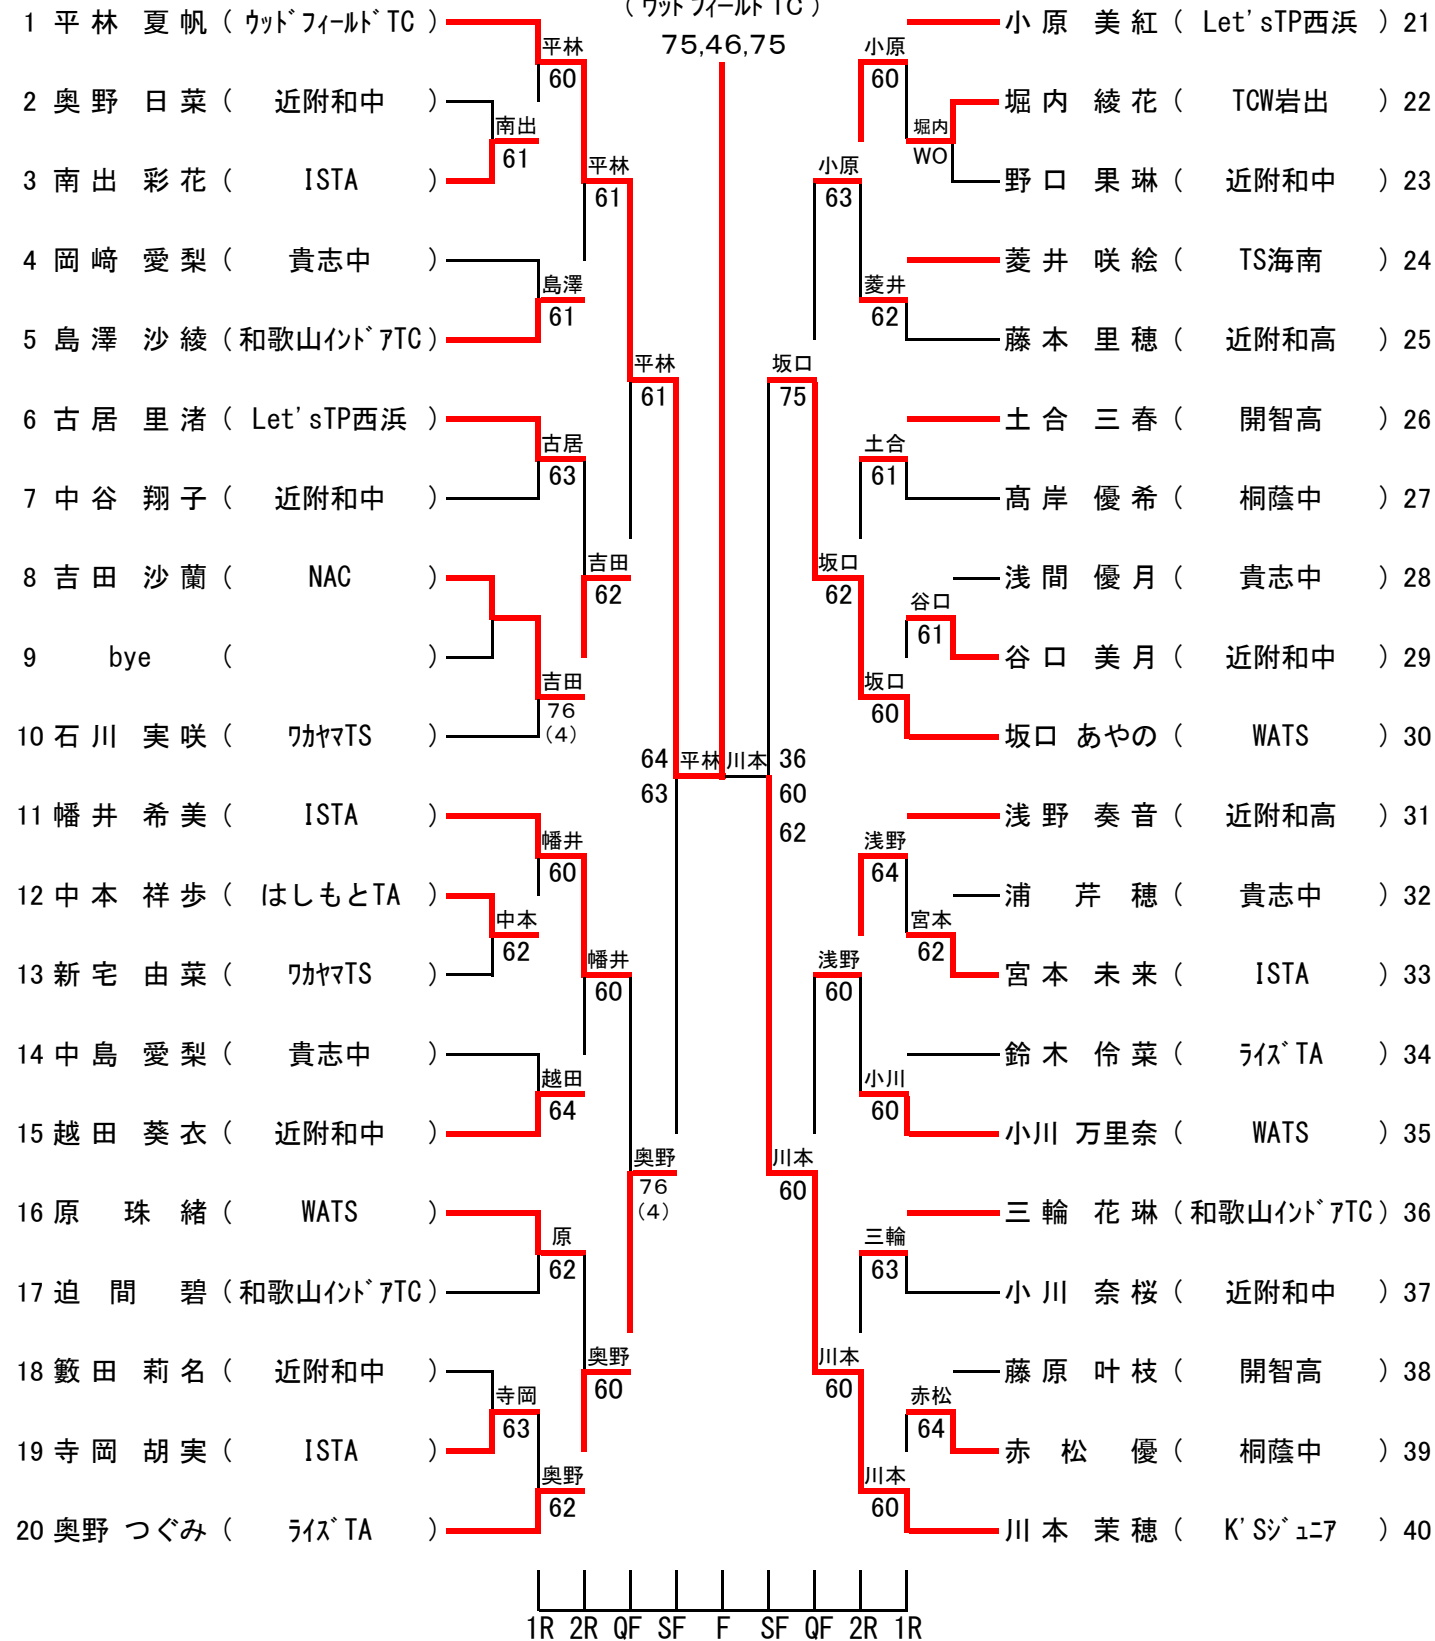 (ウッドフィールドTC)
75,46,75
1 平林 夏帆 (ウッドフィールドTC)
2 奥野 日菜 (近附和中)
3 南出 彩花 (ISTA)
4 岡﨑 愛梨 (貴志中)
5 島澤 沙綾 (和歌山インドアTC)
6 古居 里渚 (Let'sTP西浜)
7 中谷 翔子 (近附和中)
8 吉田 沙蘭 (NAC)
9 bye ( )
10 石川 実咲 (ワカヤマTS)
11 幡井 希美 (ISTA)
12 中本 祥歩 (はしもとTA)
13 新宅 由菜 (ワカヤマTS)
14 中島 愛梨 (貴志中)
15 越田 葵衣 (近附和中)
16 原 珠緒 (WATS)
17 迫間 碧 (和歌山インドアTC)
18 籔田 莉名 (近附和中)
19 寺岡 胡実 (ISTA)
20 奥野 つぐみ (ライズTA)
平林
60
南出
61
平林
61
島澤
61
平林
61
古居
63
吉田
62
吉田
76
(4)
64 平林
63
幡井
60
中本
62
幡井
60
越田
64
奥野
76
(4)
原
62
奥野
60
寺岡
63
奥野
62
小原
60
堀内
WO
小原
63
菱井
62
坂口
75
土合
61
坂口
62
谷口
61
坂口
60
川本 36
60
62
浅野
64
宮本
62
浅野
60
小川
60
川本
60
三輪
63
川本
60
赤松
64
川本
60
小原 美紅 (Let'sTP西浜) 21
堀内 綾花 (TCW岩出) 22
野口 果琳 (近附和中) 23
菱井 咲絵 (TS海南) 24
藤本 里穂 (近附和高) 25
土合 三春 (開智高) 26
髙岸 優希 (桐蔭中) 27
浅間 優月 (貴志中) 28
谷口 美月 (近附和中) 29
坂口 あやの (WATS) 30
浅野 奏音 (近附和高) 31
浦 芹穂 (貴志中) 32
宮本 未来 (ISTA) 33
鈴木 伶菜 (ライズTA) 34
小川 万里奈 (WATS) 35
三輪 花琳 (和歌山インドアTC) 36
小川 奈桜 (近附和中) 37
藤原 叶枝 (開智高) 38
赤松 優 (桐蔭中) 39
川本 茉穂 (K'Sジュニア) 40
1R 2R QF SF F SF QF 2R 1R